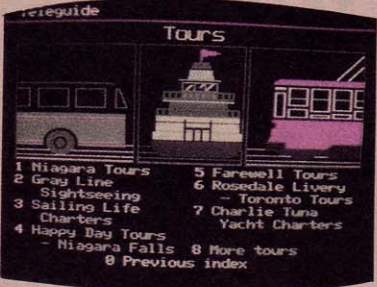 Teleguide
Tours
1 Niagara Tours
2 Gray Line
Sightseeing
3 Sailing Life
Charters
4 Happy Day Tours
- Niagara Falls
5 Farewell Tours
6 Rosedale Livery
- Toronto Tours
7 Charlie Tuna
Yacht Charters
8 More tours
0 Previous index